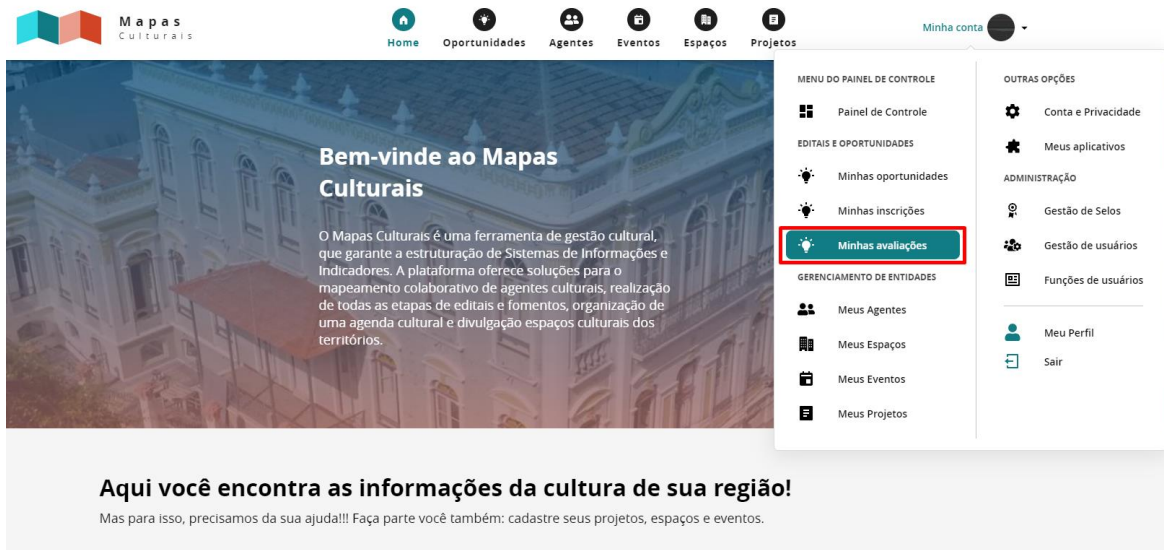 Mapas
Culturais
Home
Oportunidades
Agentes
Eventos
Espaços
Projetos
Minha conta
Bem-vinde ao Mapas
Culturais
O Mapas Culturais é uma ferramenta de gestão cultural,
que garante a estruturação de Sistemas de Informações e
Indicadores. A plataforma oferece soluções para o
mapeamento colaborativo de agentes culturais, realização
de todas as etapas de editais e fomentos, organização de
uma agenda cultural e divulgação espaços culturais dos
territórios.
MENU DO PAINEL DE CONTROLE
Painel de Controle
EDITAIS E OPORTUNIDADES
Minhas oportunidades
Minhas inscrições
Minhas avaliações
GERENCIAMENTO DE ENTIDADES
Meus Agentes
Meus Espaços
Meus Eventos
Meus Projetos
OUTRAS OPÇÕES
Conta e Privacidade
Meus aplicativos
ADMINISTRAÇÃO
Gestão de Selos
Gestão de usuários
Funções de usuários
Meu Perfil
Sair
Aqui você encontra as informações da cultura de sua região!
Mas para isso, precisamos da sua ajuda!!! Faça parte você também: cadastre seus projetos, espaços e eventos.